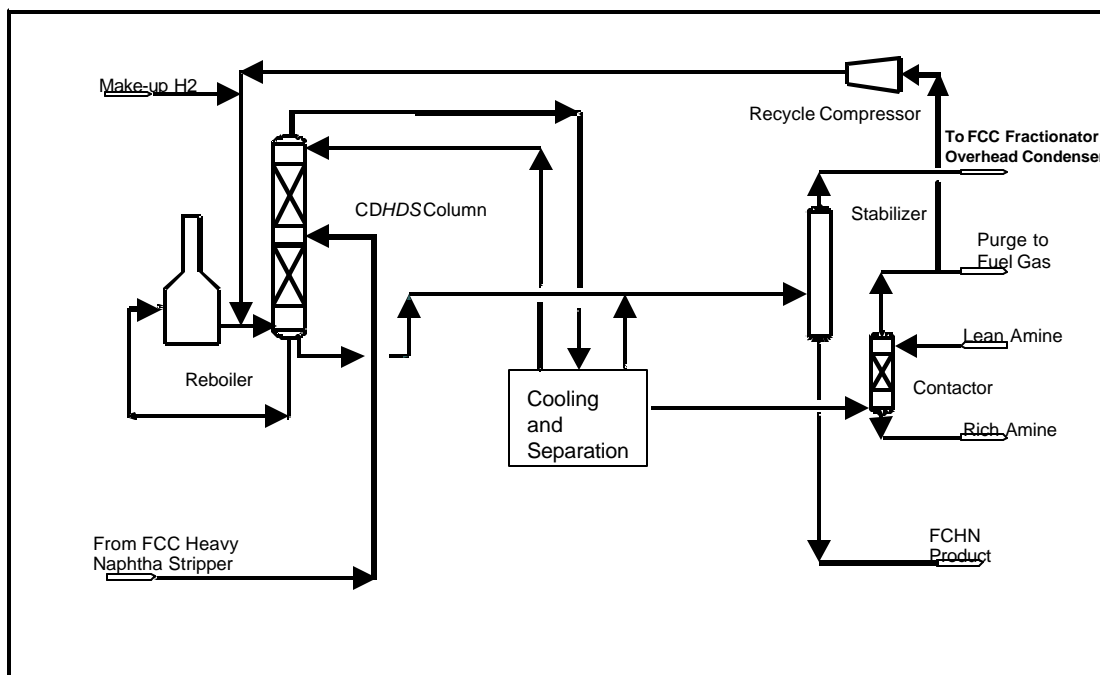 Make-up H2
Recycle Compressor
To FCC Fractionator
Overhead Condenser
CDHDS Column
Stabilizer
Purge to
Fuel Gas
Lean Amine
Reboiler
Contactor
Cooling
and
Separation
Rich Amine
From FCC Heavy
Naphtha Stripper
FCHN
Product